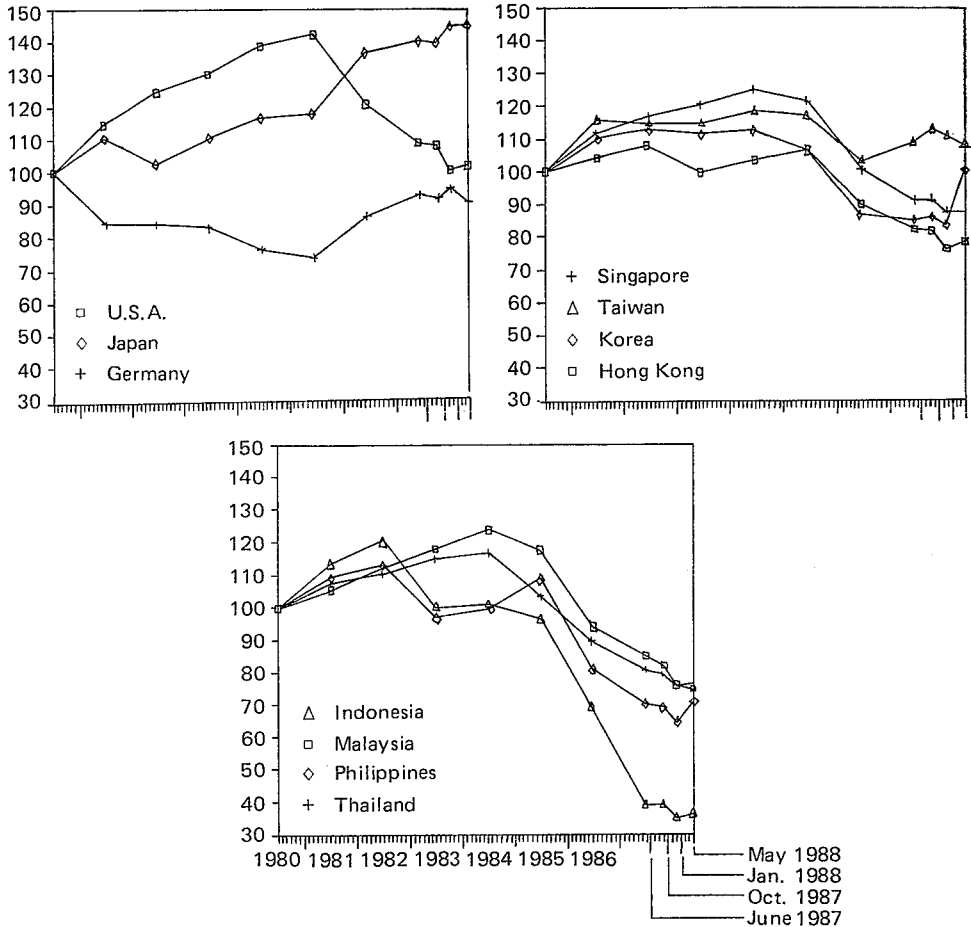 150
140
130
120
110
100
90
80
70
60
50
40
30
U.S.A.
Japan
Germany
150
140
130
120
110
100
90
80
70
60
50
40
30
Singapore
Taiwan
Korea
Hong Kong
150
140
130
120
110
100
90
80
70
60
50
40
30
Indonesia
Malaysia
Philippines
Thailand
1980 1981 1982 1983 1984 1985 1986
May 1988
Jan. 1988
Oct. 1987
June 1987